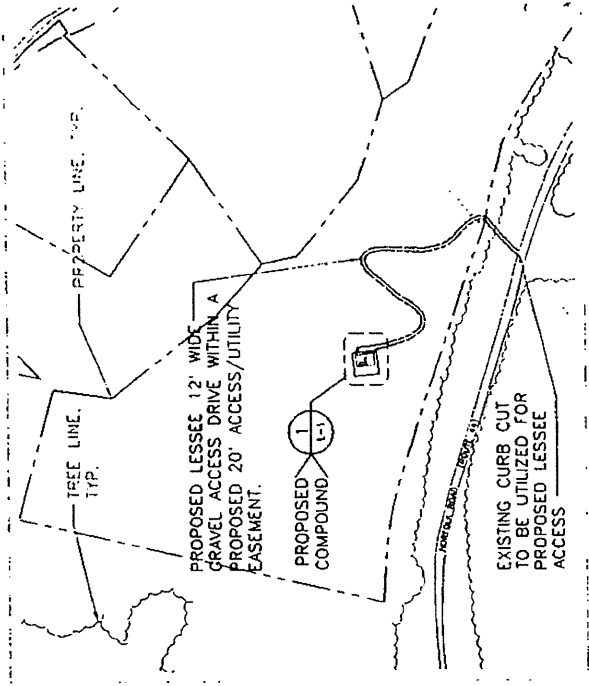 TREE LINE,
TYP.
PROPERTY LINE, TYP.
PROPOSED LESSEE 12' WIDE
GRAVEL ACCESS DRIVE WITHIN A
PROPOSED 20' ACCESS/UTILITY
EASEMENT.
1
L-1
PROPOSED
COMPOUND
NORFOLK ROAD
EXISTING CURB CUT
TO BE UTILIZED FOR
PROPOSED LESSEE
ACCESS